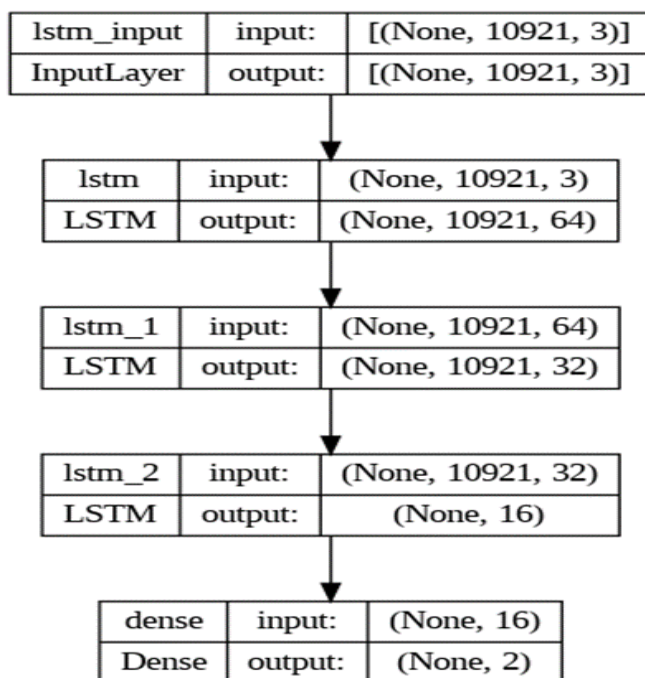 lstm_input input: [(None, 10921, 3)]
InputLayer output: [(None, 10921, 3)]
lstm input: (None, 10921, 3)
LSTM output: (None, 10921, 64)
lstm_1 input: (None, 10921, 64)
LSTM output: (None, 10921, 32)
lstm_2 input: (None, 10921, 32)
LSTM output: (None, 16)
dense input: (None, 16)
Dense output: (None, 2)